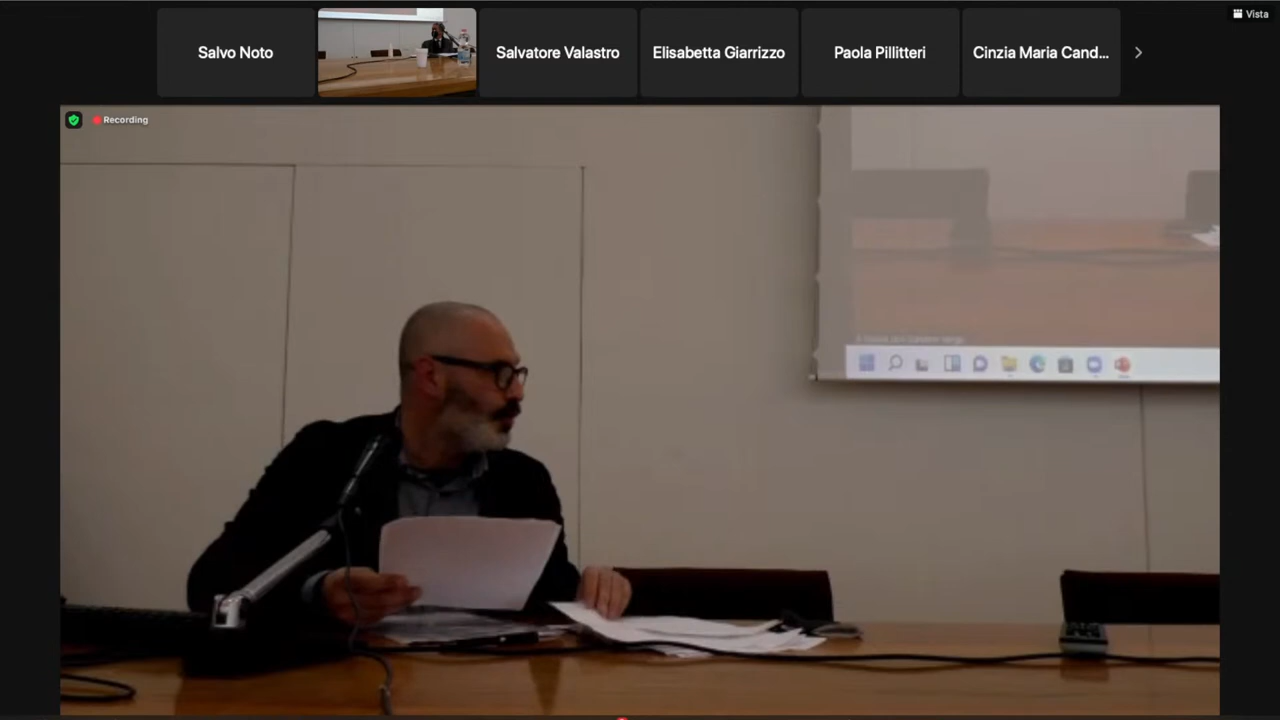 Vista
Salvo Noto
Salvatore Valastro
Elisabetta Giarrizzo
Paola Pillitteri
Cinzia Maria Cand...
Recording